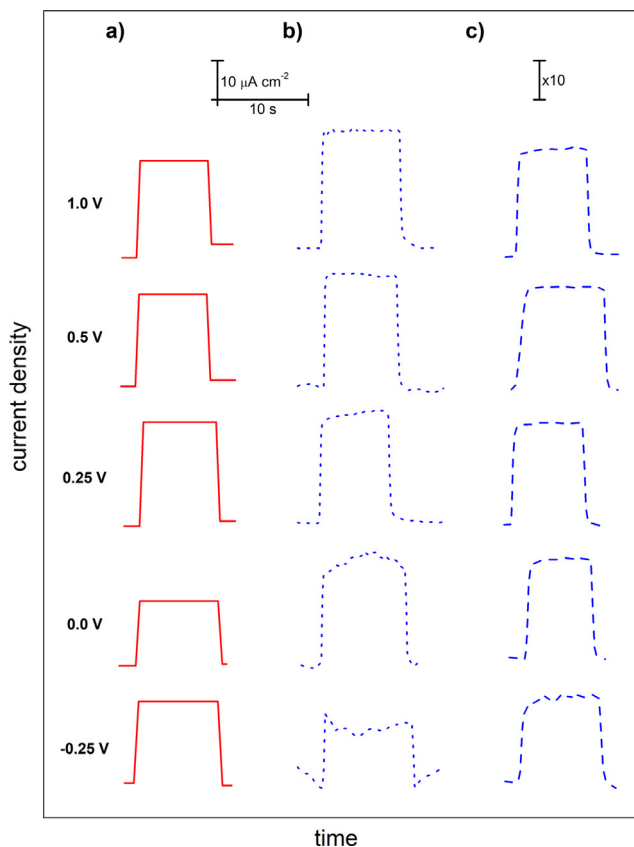 a) b) c)
10 μA cm⁻²
x10
10 s
1.0 V
0.5 V
0.25 V
0.0 V
-0.25 V
current density
time